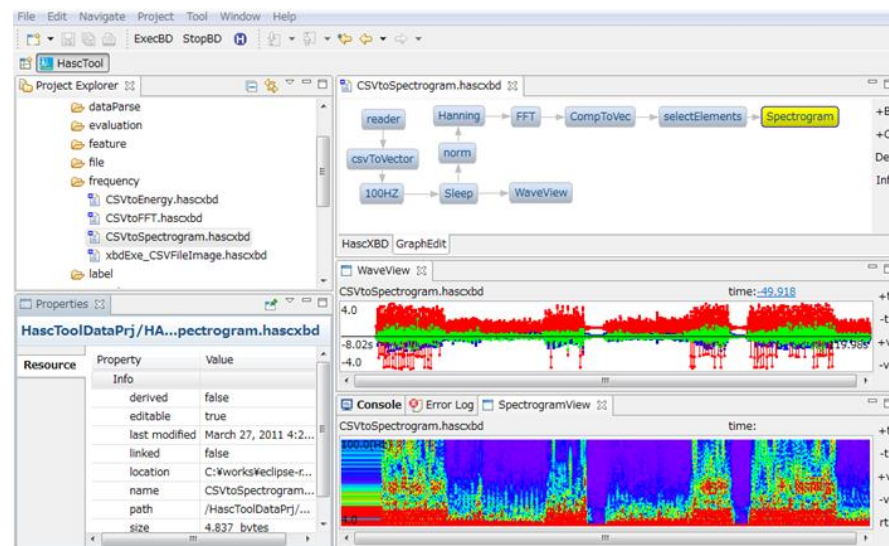 File Edit Navigate Project Tool Window Help
ExecBD StopBD
HascTool
Project Explorer
dataParse
evaluation
feature
file
frequency
CSVtoEnergy.hascxbd
CSVtoFFT.hascxbd
CSVtoSpectrogram.hascxbd
xbdExe_CSVFileImage.hascxbd
label
Properties
HascToolDataPrj/HA...pectrogram.hascxbd
Resource
Property Value
Info
derived false
editable true
last modified March 27, 2011 4:2...
linked false
location C:¥works¥eclipse-r...
name CSVtoSpectrogram...
path /HascToolDataPrj/...
size 4.837 bytes
CSVtoSpectrogram.hascxbd
reader Hanning FFT CompToVec selectElements Spectrogram
csvToVector norm
100HZ Sleep WaveView
HascXBD GraphEdit
WaveView
CSVtoSpectrogram.hascxbd time:-49.918
4.0
-8.02s
-4.0
Console Error Log SpectrogramView
CSVtoSpectrogram.hascxbd time: